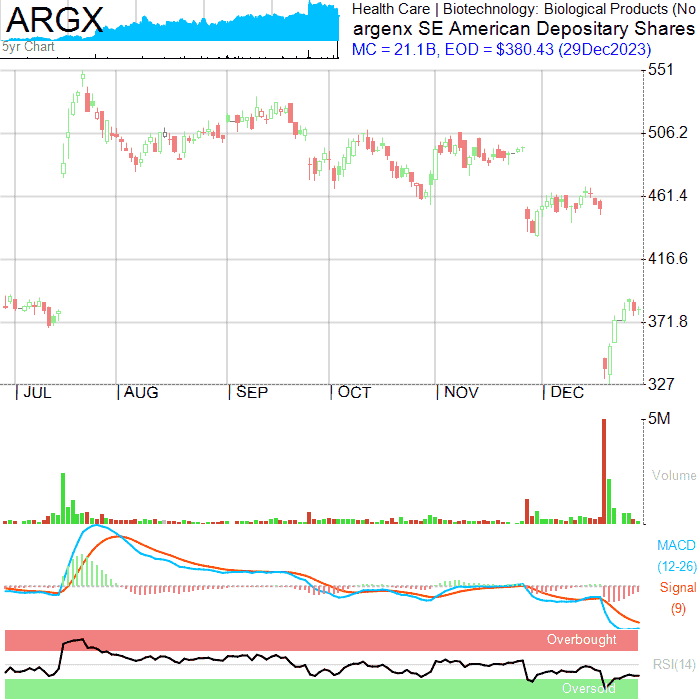 ARGX
5yr Chart
Health Care | Biotechnology: Biological Products (No
argenx SE American Depositary Shares
MC = 21.1B, EOD = $380.43 (29Dec2023)
551
506.2
461.4
416.6
371.8
327
|JUL |AUG |SEP |OCT |NOV |DEC
5M
Volume
MACD
(12-26)
Signal
(9)
Overbought
RSI(14)
Oversold